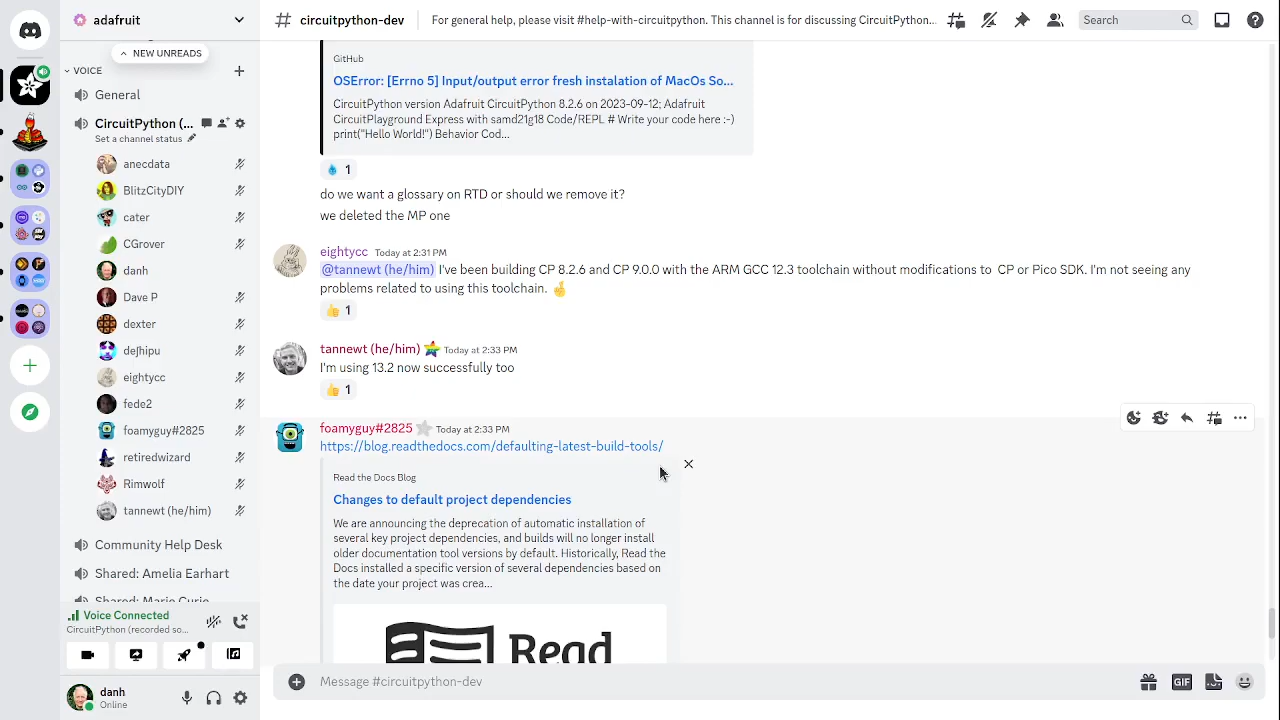 adafruit
# circuitpython-dev
For general help, please visit #help-with-circuitpython. This channel is for discussing CircuitPython...
Search
NEW UNREADS
VOICE
General
CircuitPython (...
Set a channel status
anecdata
BlitzCityDIY
cater
CGrover
danh
Dave P
dexter
deʃhipu
eightycc
fede2
foamyguy#2825
retiredwizard
Rimwolf
tannewt (he/him)
Community Help Desk
Shared: Amelia Earhart
Shared: Marie Curie
Voice Connected
CircuitPython (recorded so...
danh
Online
GitHub
OSError: [Errno 5] Input/output error fresh instalation of MacOs So...
CircuitPython version Adafruit CircuitPython 8.2.6 on 2023-09-12; Adafruit
CircuitPlayground Express with samd21g18 Code/REPL # Write your code here :-)
print("Hello World!") Behavior Cod...
1
do we want a glossary on RTD or should we remove it?
we deleted the MP one
eightycc Today at 2:31 PM
@tannewt (he/him) I've been building CP 8.2.6 and CP 9.0.0 with the ARM GCC 12.3 toolchain without modifications to CP or Pico SDK. I'm not seeing any
problems related to using this toolchain.
1
tannewt (he/him) Today at 2:33 PM
I'm using 13.2 now successfully too
1
foamyguy#2825 Today at 2:33 PM
https://blog.readthedocs.com/defaulting-latest-build-tools/
Read the Docs Blog
Changes to default project dependencies
We are announcing the deprecation of automatic installation of
several key project dependencies, and builds will no longer install
older documentation tool versions by default. Historically, Read the
Docs installed a specific version of several dependencies based on
the date your project was crea...
Read
Message #circuitpython-dev
GIF